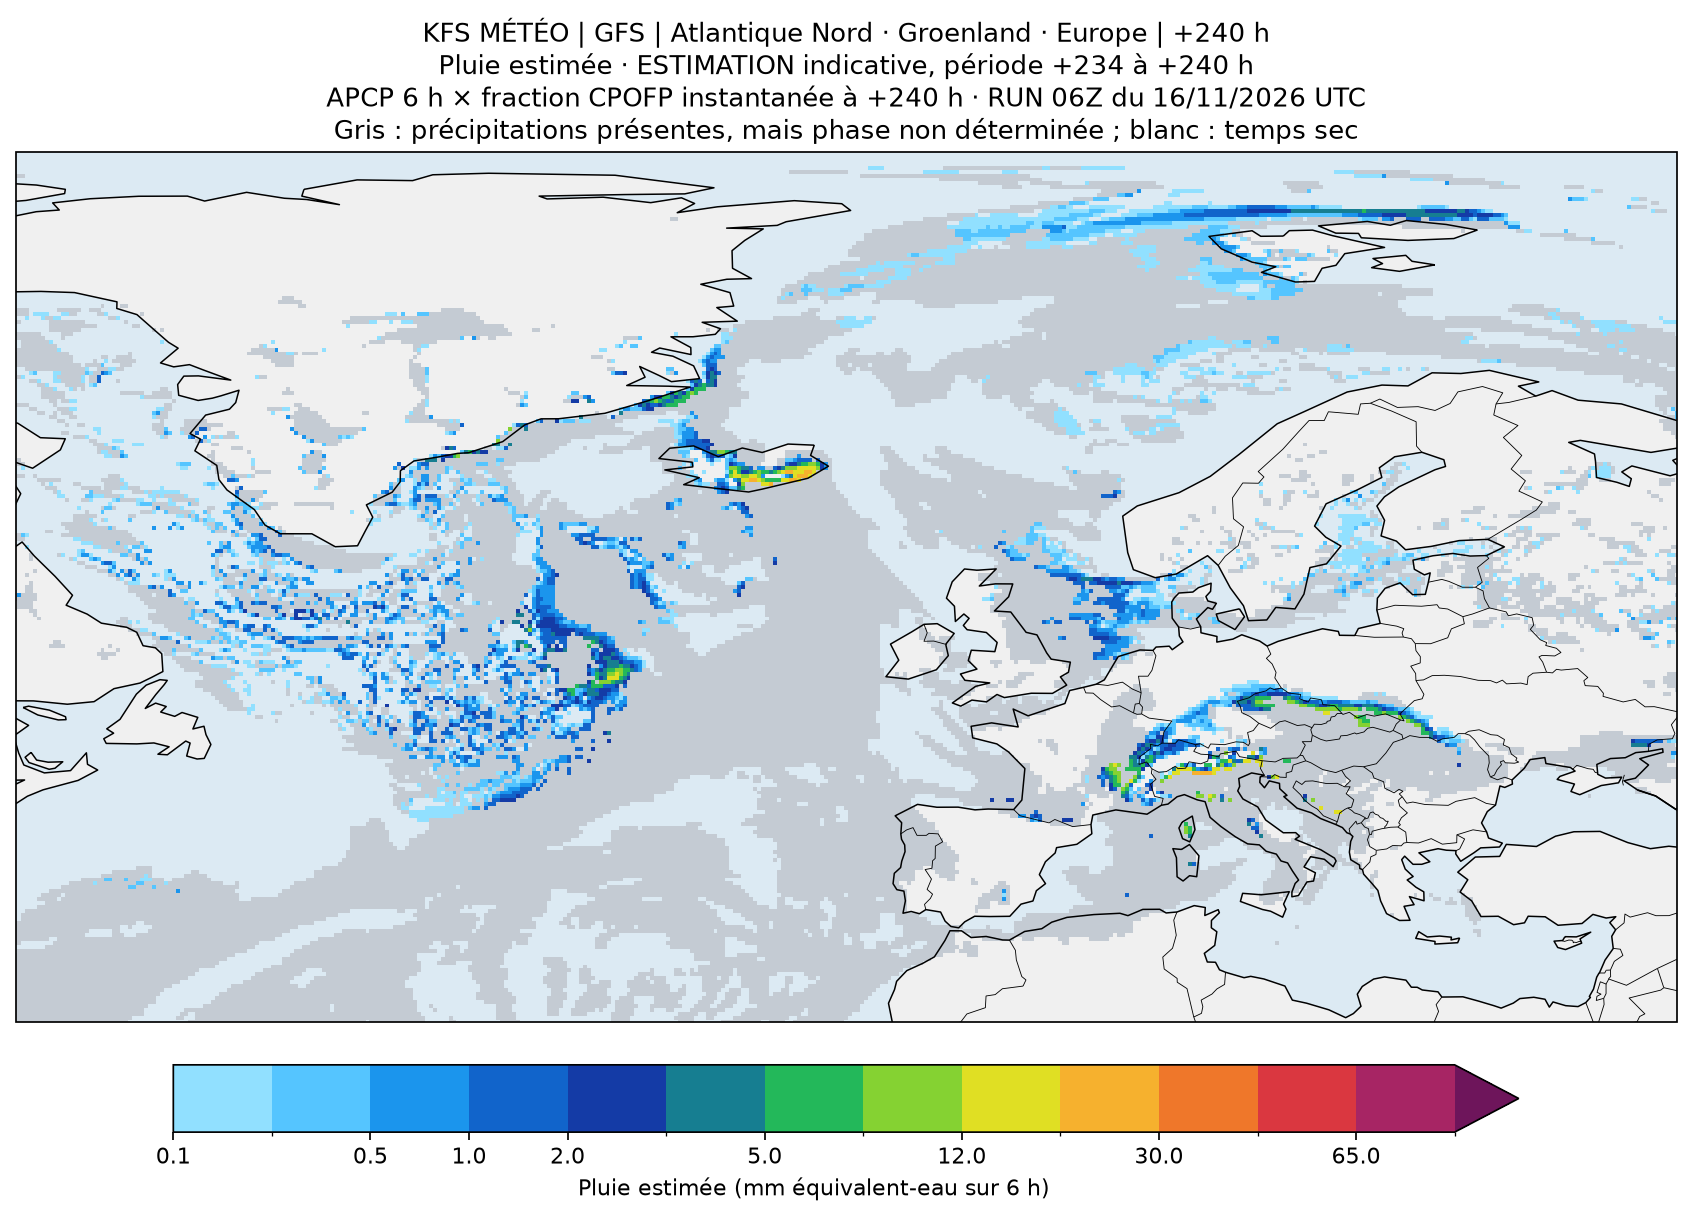 KFS MÉTÉO | GFS | Atlantique Nord · Groenland · Europe | +240 h
Pluie estimée · ESTIMATION indicative, période +234 à +240 h
APCP 6 h × fraction CPOFP instantanée à +240 h · RUN 06Z du 16/11/2026 UTC
Gris : précipitations présentes, mais phase non déterminée ; blanc : temps sec
0.1 0.5 1.0 2.0 5.0 12.0 30.0 65.0
Pluie estimée (mm équivalent-eau sur 6 h)